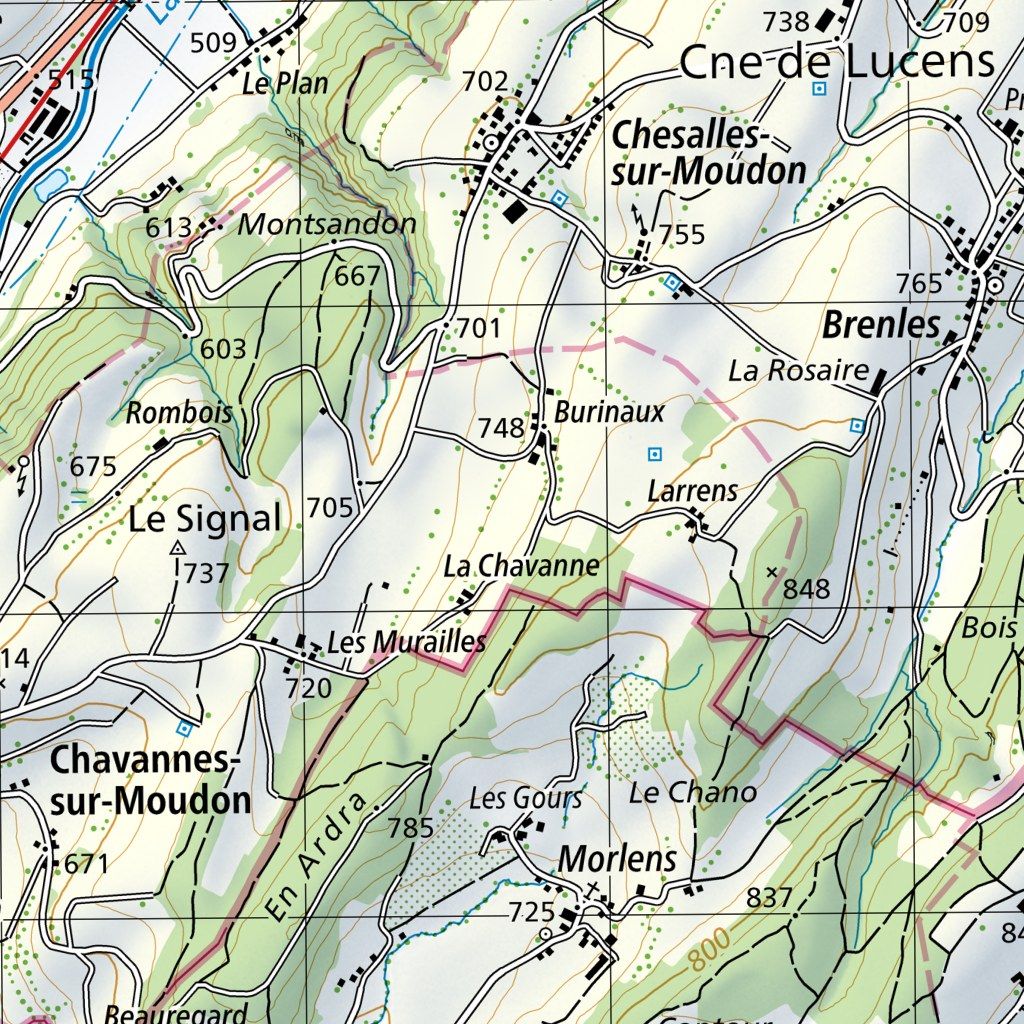 738
709
509
Cne de Lucens
515
Le Plan
702
Chesalles-
sur-Moudon
613
Montsandon
755
667
765
701
Brenles
603
La Rosaire
Rombois
748
Burinaux
675
Larrens
705
Le Signal
737
La Chavanne
848
Les Murailles
Bois
14
720
Chavannes-
sur-Moudon
Les Gours
Le Chano
En Ardra
785
671
Morlens
837
725
800
84
Beauregard